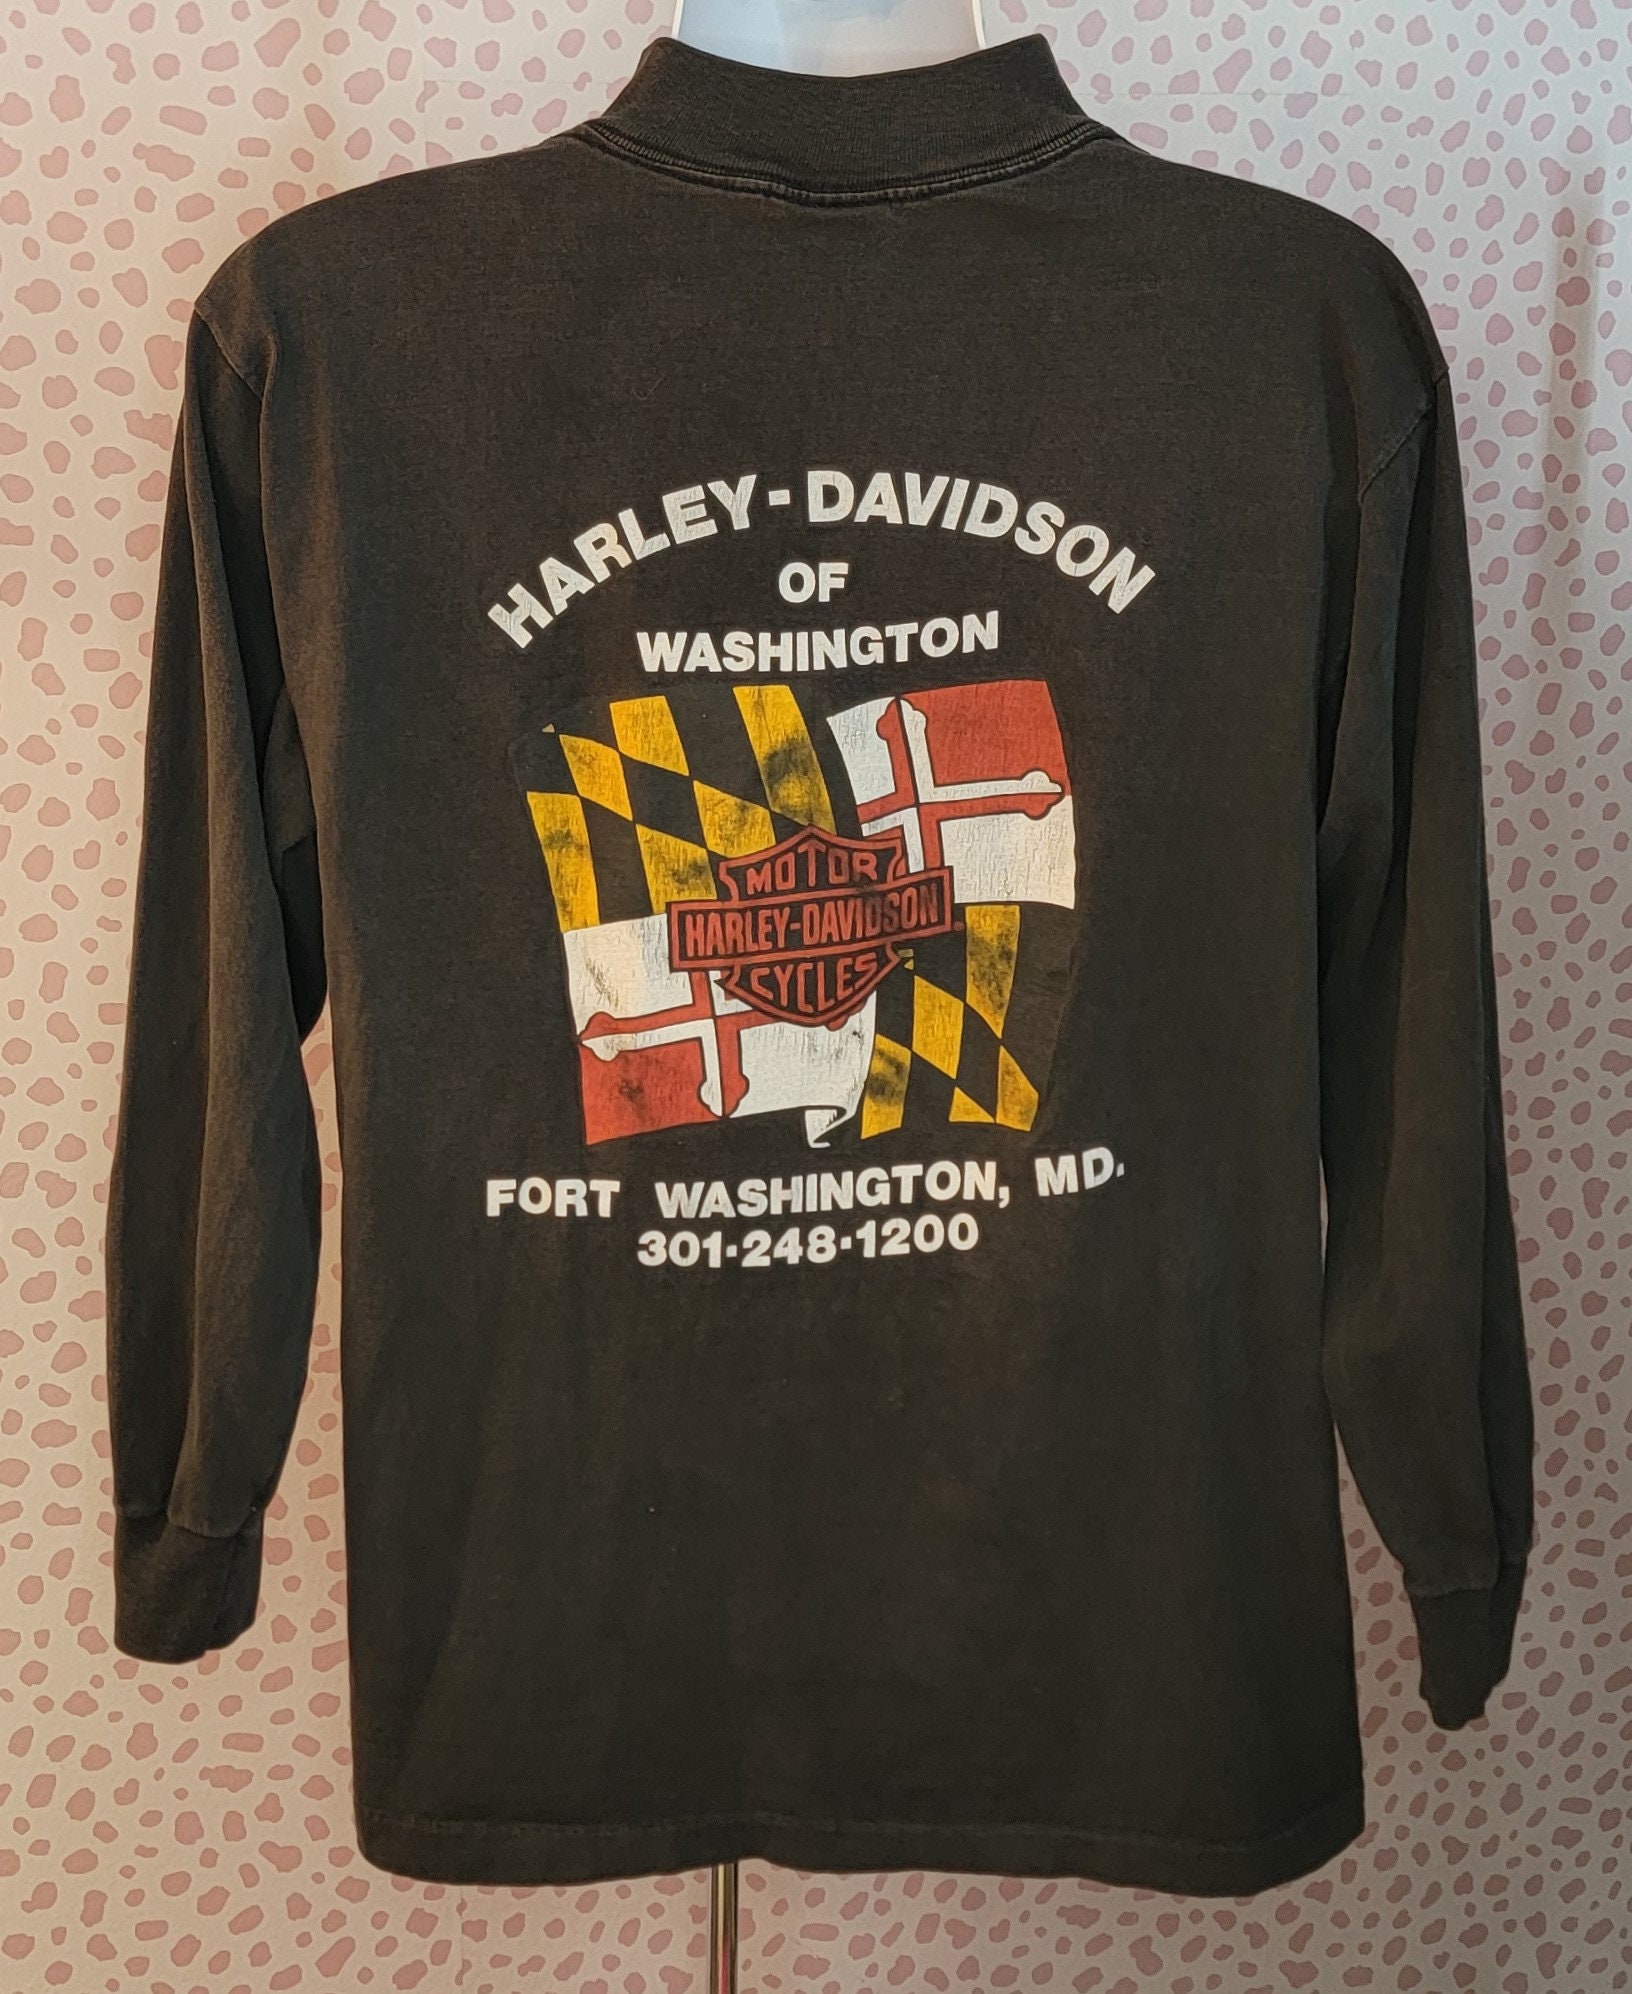 HARLEY-DAVIDSON
OF
WASHINGTON
MOTOR
HARLEY-DAVIDSON
CYCLES
FORT WASHINGTON, MD.
301-248-1200